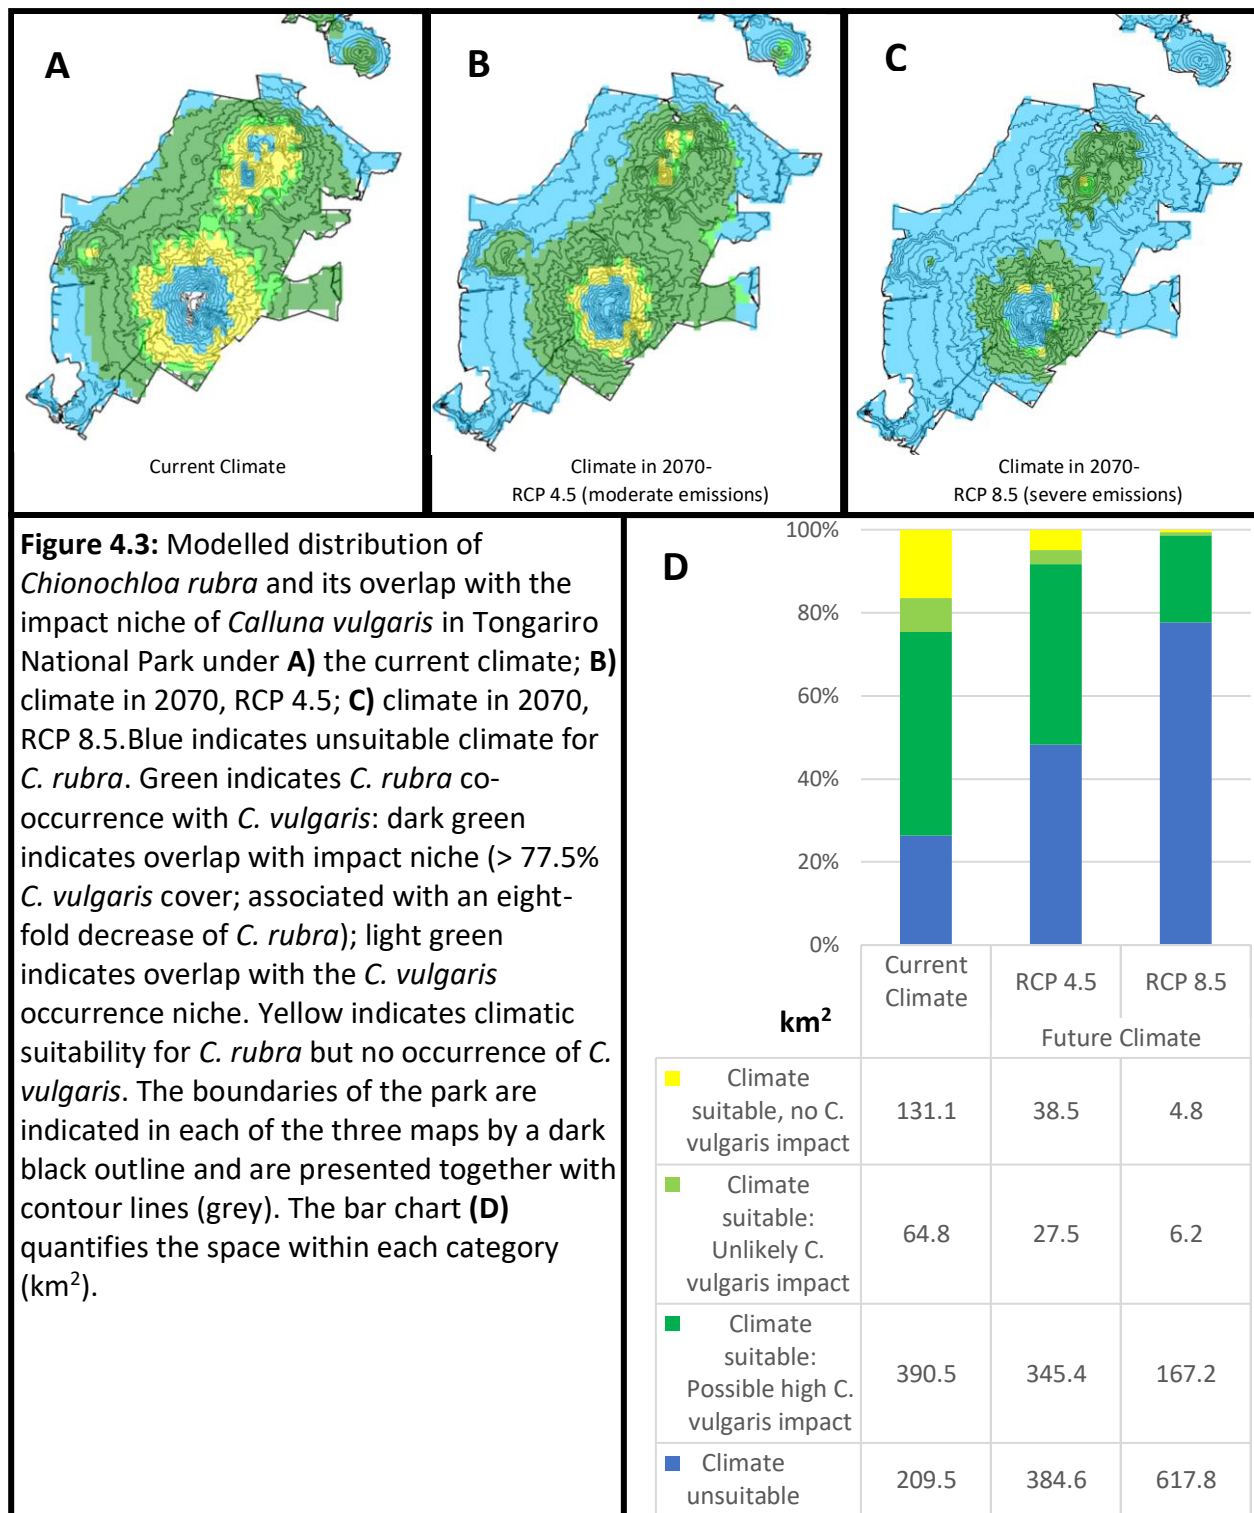 A
B
C
Current Climate
Climate in 2070-
RCP 4.5 (moderate emissions)
Climate in 2070-
RCP 8.5 (severe emissions)
Figure 4.3: Modelled distribution of
Chionochloa rubra and its overlap with the
impact niche of Calluna vulgaris in Tongariro
National Park under A) the current climate; B)
climate in 2070, RCP 4.5; C) climate in 2070,
RCP 8.5.Blue indicates unsuitable climate for
C. rubra. Green indicates C. rubra co-
occurrence with C. vulgaris: dark green
indicates overlap with impact niche (> 77.5%
C. vulgaris cover; associated with an eight-
fold decrease of C. rubra); light green
indicates overlap with the C. vulgaris
occurrence niche. Yellow indicates climatic
suitability for C. rubra but no occurrence of C.
vulgaris. The boundaries of the park are
indicated in each of the three maps by a dark
black outline and are presented together with
contour lines (grey). The bar chart (D)
quantifies the space within each category
(km²).
D
100%
80%
60%
40%
20%
0%
Current
Climate
RCP 4.5
RCP 8.5
km²
Future Climate
Climate
suitable, no C.
vulgaris impact
131.1
38.5
4.8
Climate
suitable:
Unlikely C.
vulgaris impact
64.8
27.5
6.2
Climate
suitable:
Possible high C.
vulgaris impact
390.5
345.4
167.2
Climate
unsuitable
209.5
384.6
617.8